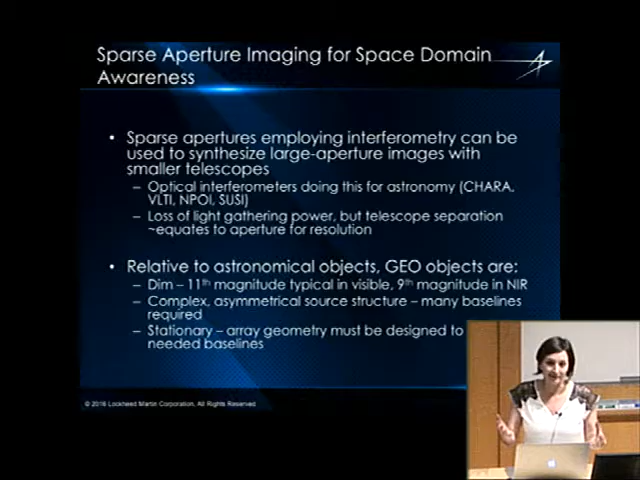 Sparse Aperture Imaging for Space Domain
Awareness
• Sparse apertures employing interferometry can be
used to synthesize large-aperture images with
smaller telescopes
– Optical interferometers doing this for astronomy (CHARA,
VLTI, NPOI, SUSI)
– Loss of light gathering power, but telescope separation
~equates to aperture for resolution
• Relative to astronomical objects, GEO objects are:
– Dim – 11th magnitude typical in visible, 9th magnitude in NIR
– Complex, asymmetrical source structure – many baselines
required
– Stationary – array geometry must be designed to
needed baselines
© 2016 Lockheed Martin Corporation, All Rights Reserved